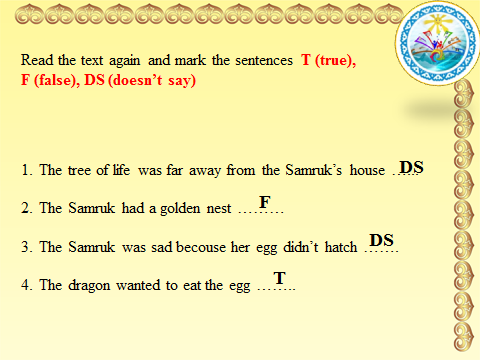 Read the text again and mark the sentences T (true),
F (false), DS (doesn't say)
1. The tree of life was far away from the Samruk's house ......DS
2. The Samruk had a golden nest .........F
3. The Samruk was sad becouse her egg didn't hatch .......DS
4. The dragon wanted to eat the egg ........T